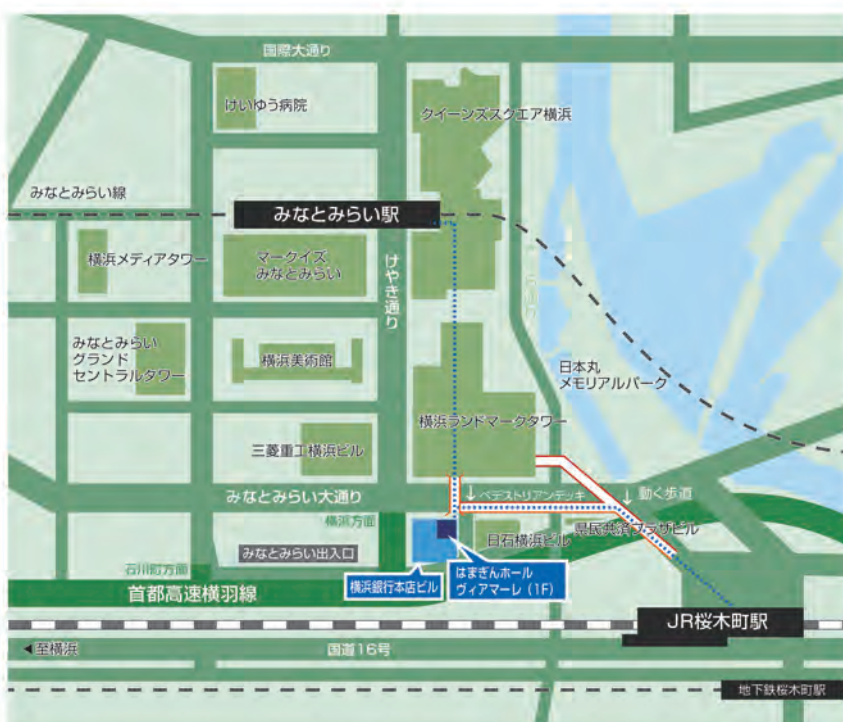 国際大通り
けいゆう病院
クイーンズスクエア横浜
みなとみらい線
みなとみらい駅
横浜メディアタワー
マークイズ
みなとみらい
けやき通り
みなとみらい
グランド
セントラルタワー
横浜美術館
日本丸
メモリアルパーク
横浜ランドマークタワー
三菱重工横浜ビル
みなとみらい大通り
↓ペデストリアンデッキ
↓動く歩道
横浜方面
日石横浜ビル
県民共済プラザビル
みなとみらい出入口
石川町方面
横浜銀行本店ビル
はまぎんホール
ヴィアマーレ（1F）
首都高速横羽線
JR桜木町駅
◀至横浜
国道16号
地下鉄桜木町駅